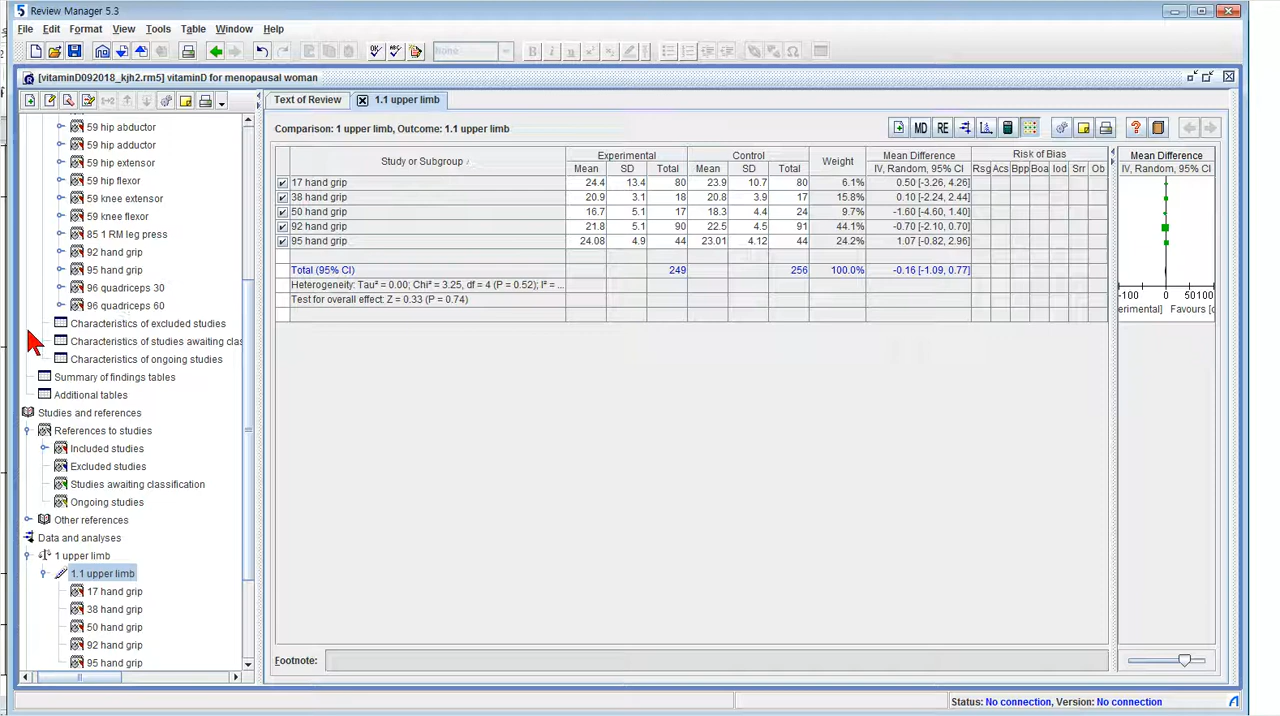 Review Manager 5.3
File Edit Format View Tools Table Window Help
None
[vitaminD092018_kjh2.rm5] vitaminD for menopausal woman
Text of Review
1.1 upper limb
59 hip abductor
59 hip adductor
59 hip extensor
59 hip flexor
59 knee extensor
59 knee flexor
85 1 RM leg press
92 hand grip
95 hand grip
96 quadriceps 30
96 quadriceps 60
Characteristics of excluded studies
Characteristics of studies awaiting clas
Characteristics of ongoing studies
Summary of findings tables
Additional tables
Studies and references
References to studies
Included studies
Excluded studies
Studies awaiting classification
Ongoing studies
Other references
Data and analyses
1 upper limb
1.1 upper limb
17 hand grip
38 hand grip
50 hand grip
92 hand grip
95 hand grip
Comparison: 1 upper limb, Outcome: 1.1 upper limb
MD RE
Study or Subgroup Experimental Control Weight Mean Difference Risk of Bias Mean Difference
Mean SD Total Mean SD Total IV, Random, 95% CI Rsg Acs Bpp Boa Iod Srr Ob IV, Random, 95% CI
17 hand grip 24.4 13.4 80 23.9 10.7 80 6.1% 0.50 [-3.26, 4.26]
38 hand grip 20.9 3.1 18 20.8 3.9 17 15.8% 0.10 [-2.24, 2.44]
50 hand grip 16.7 5.1 17 18.3 4.4 24 9.7% -1.60 [-4.60, 1.40]
92 hand grip 21.8 5.1 90 22.5 4.5 91 44.1% -0.70 [-2.10, 0.70]
95 hand grip 24.08 4.9 44 23.01 4.12 44 24.2% 1.07 [-0.82, 2.96]
Total (95% CI) 249 256 100.0% -0.16 [-1.09, 0.77]
Heterogeneity: Tau² = 0.00; Chi² = 3.25, df = 4 (P = 0.52); I² = ...
Test for overall effect: Z = 0.33 (P = 0.74)
-100 0 50 100
erimental] Favours [c
Footnote:
Status: No connection, Version: No connection